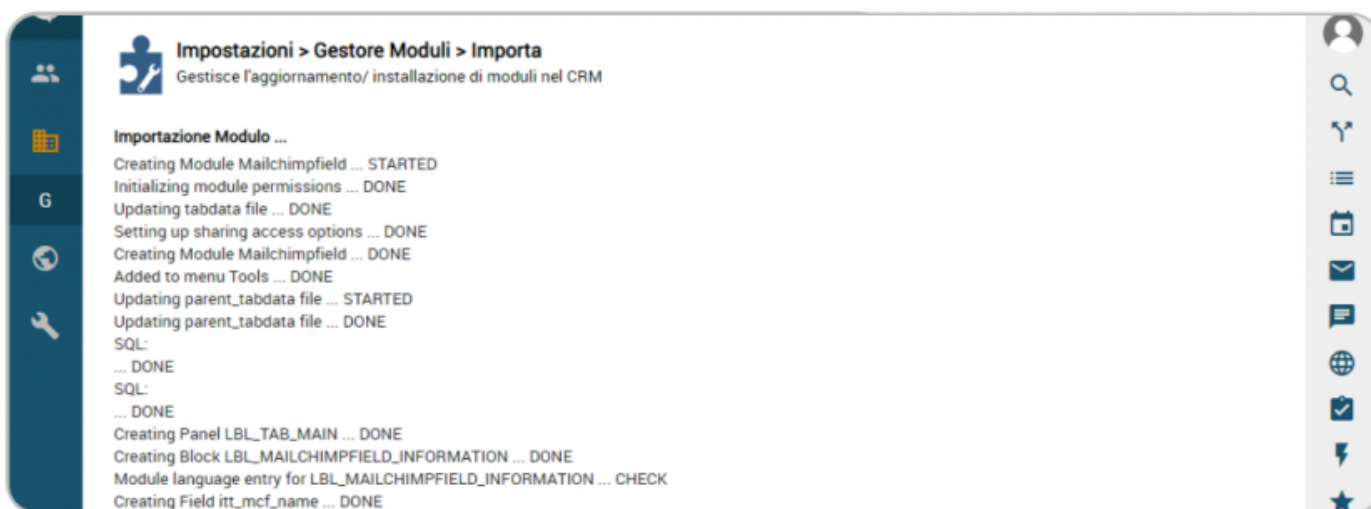 Impostazioni > Gestore Moduli > Importa
Gestisce l'aggiornamento/ installazione di moduli nel CRM
Importazione Modulo ...
Creating Module Mailchimpfield ... STARTED
Initializing module permissions ... DONE
Updating tabdata file ... DONE
G
Setting up sharing access options ... DONE
Creating Module Mailchimpfield ... DONE
Added to menu Tools ... DONE
Updating parent_tabdata file ... STARTED
Updating parent_tabdata file ... DONE
SQL:
... DONE
SQL:
... DONE
Creating Panel LBL_TAB_MAIN ... DONE
Creating Block LBL_MAILCHIMPFIELD_INFORMATION ... DONE
Module language entry for LBL_MAILCHIMPFIELD_INFORMATION ... CHECK
Creating Field itt_mcf_name ... DONE